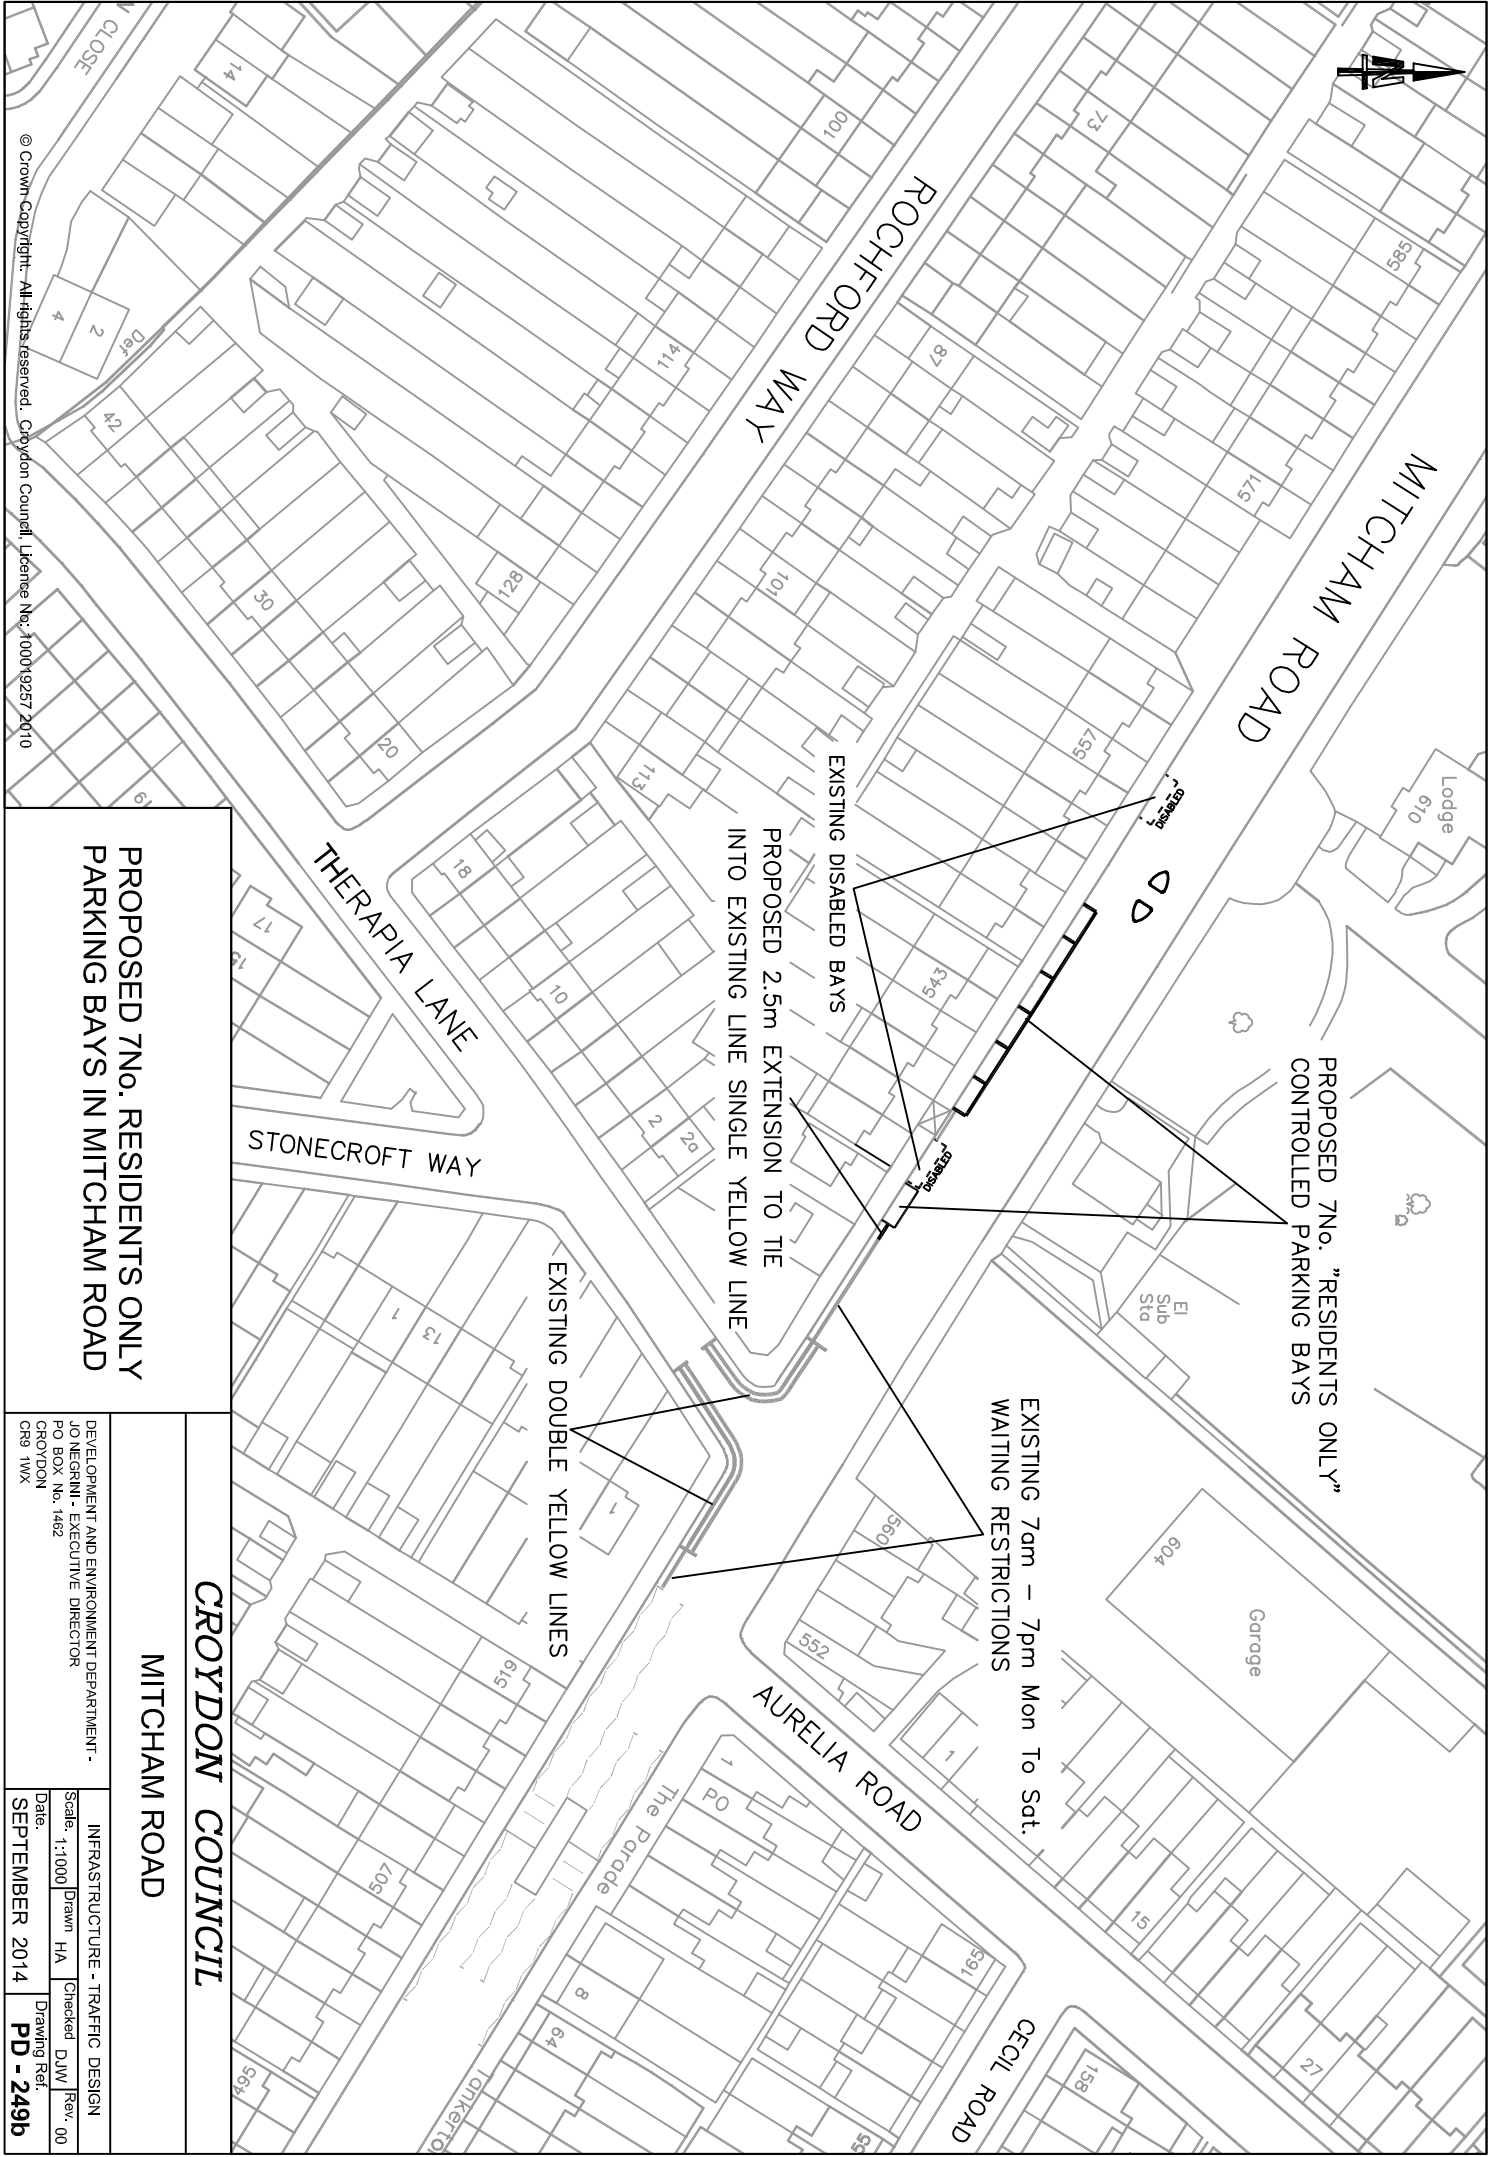 N
MITCHAM ROAD
ROCHFORD WAY
THERAPIA LANE
STONECROFT WAY
AURELIA ROAD
CECIL ROAD
CLOSE
PROPOSED 7No. "RESIDENTS ONLY"
CONTROLLED PARKING BAYS
EXISTING 7am - 7pm Mon To Sat.
WAITING RESTRICTIONS
EXISTING DISABLED BAYS
PROPOSED 2.5m EXTENSION TO TIE
INTO EXISTING LINE SINGLE YELLOW LINE
EXISTING DOUBLE YELLOW LINES
DISABLED
DISABLED
Lodge
610
El
Sub
Sta
Garage
604
585
571
557
543
73
87
101
113
100
114
128
14
2
4
Def
42
30
20
19
18
10
2
2a
17
15
1
13
1
519
507
495
560
552
1
15
27
1
PO
The Parade
8
64
165
158
55
© Crown Copyright. All rights reserved. Croydon Council, Licence No: 100019257 2010
PROPOSED 7No. RESIDENTS ONLY
PARKING BAYS IN MITCHAM ROAD
CROYDON COUNCIL
MITCHAM ROAD
DEVELOPMENT AND ENVIRONMENT DEPARTMENT -
JO NEGRINI - EXECUTIVE DIRECTOR
PO BOX No. 1462
CROYDON
CR9 1WX
INFRASTRUCTURE - TRAFFIC DESIGN
Scale. 1:1000 Drawn HA Checked DJW Rev. 00
Date. SEPTEMBER 2014
Drawing Ref. PD - 249b